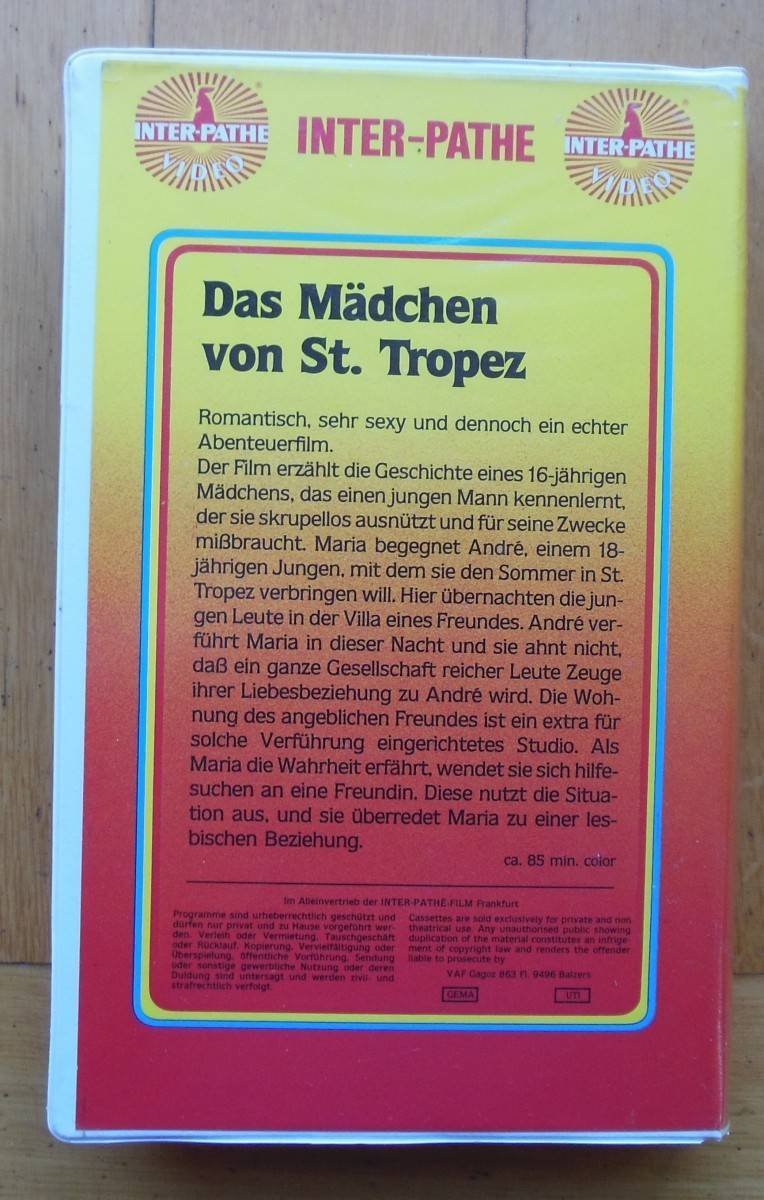 INTER-PATHE
VIDEO
INTER-PATHE
INTER-PATHE
VIDEO
Das Mädchen
von St. Tropez
Romantisch, sehr sexy und dennoch ein echter
Abenteuerfilm.
Der Film erzählt die Geschichte eines 16-jährigen
Mädchens, das einen jungen Mann kennenlernt,
der sie skrupellos ausnützt und für seine Zwecke
mißbraucht. Maria begegnet André, einem 18-
jährigen Jungen, mit dem sie den Sommer in St.
Tropez verbringen will. Hier übernachten die jun-
gen Leute in der Villa eines Freundes. André ver-
führt Maria in dieser Nacht und sie ahnt nicht,
daß ein ganze Gesellschaft reicher Leute Zeuge
ihrer Liebesbeziehung zu André wird. Die Woh-
nung des angeblichen Freundes ist ein extra für
solche Verführung eingerichtetes Studio. Als
Maria die Wahrheit erfährt, wendet sie sich hilfe-
suchen an eine Freundin. Diese nutzt die Situa-
tion aus, und sie überredet Maria zu einer les-
bischen Beziehung.
ca. 85 min. color
Im Alleinvertrieb der INTER-PATHÉ-FILM Frankfurt
Programme sind urheberrechtlich geschützt und
dürfen nur privat und zu Hause vorgeführt wer-
den. Verleih oder Vermietung, Tauschgeschäft
oder Rücklauf, Kopierung, Vervielfältigung oder
Überspielung, öffentliche Vorführung, Sendung
oder sonstige gewerbliche Nutzung oder deren
Duldung sind untersagt und werden zivil- und
strafrechtlich verfolgt.
Cassettes are sold exclusively for private and non
theatrical use. Any unauthorised public showing
duplication of the material constitutes an infringe-
ment of copyright law and renders the offender
liable to prosecute by
VAF Gagoz 863 Fl. 9496 Balzers
GEMA
UTI